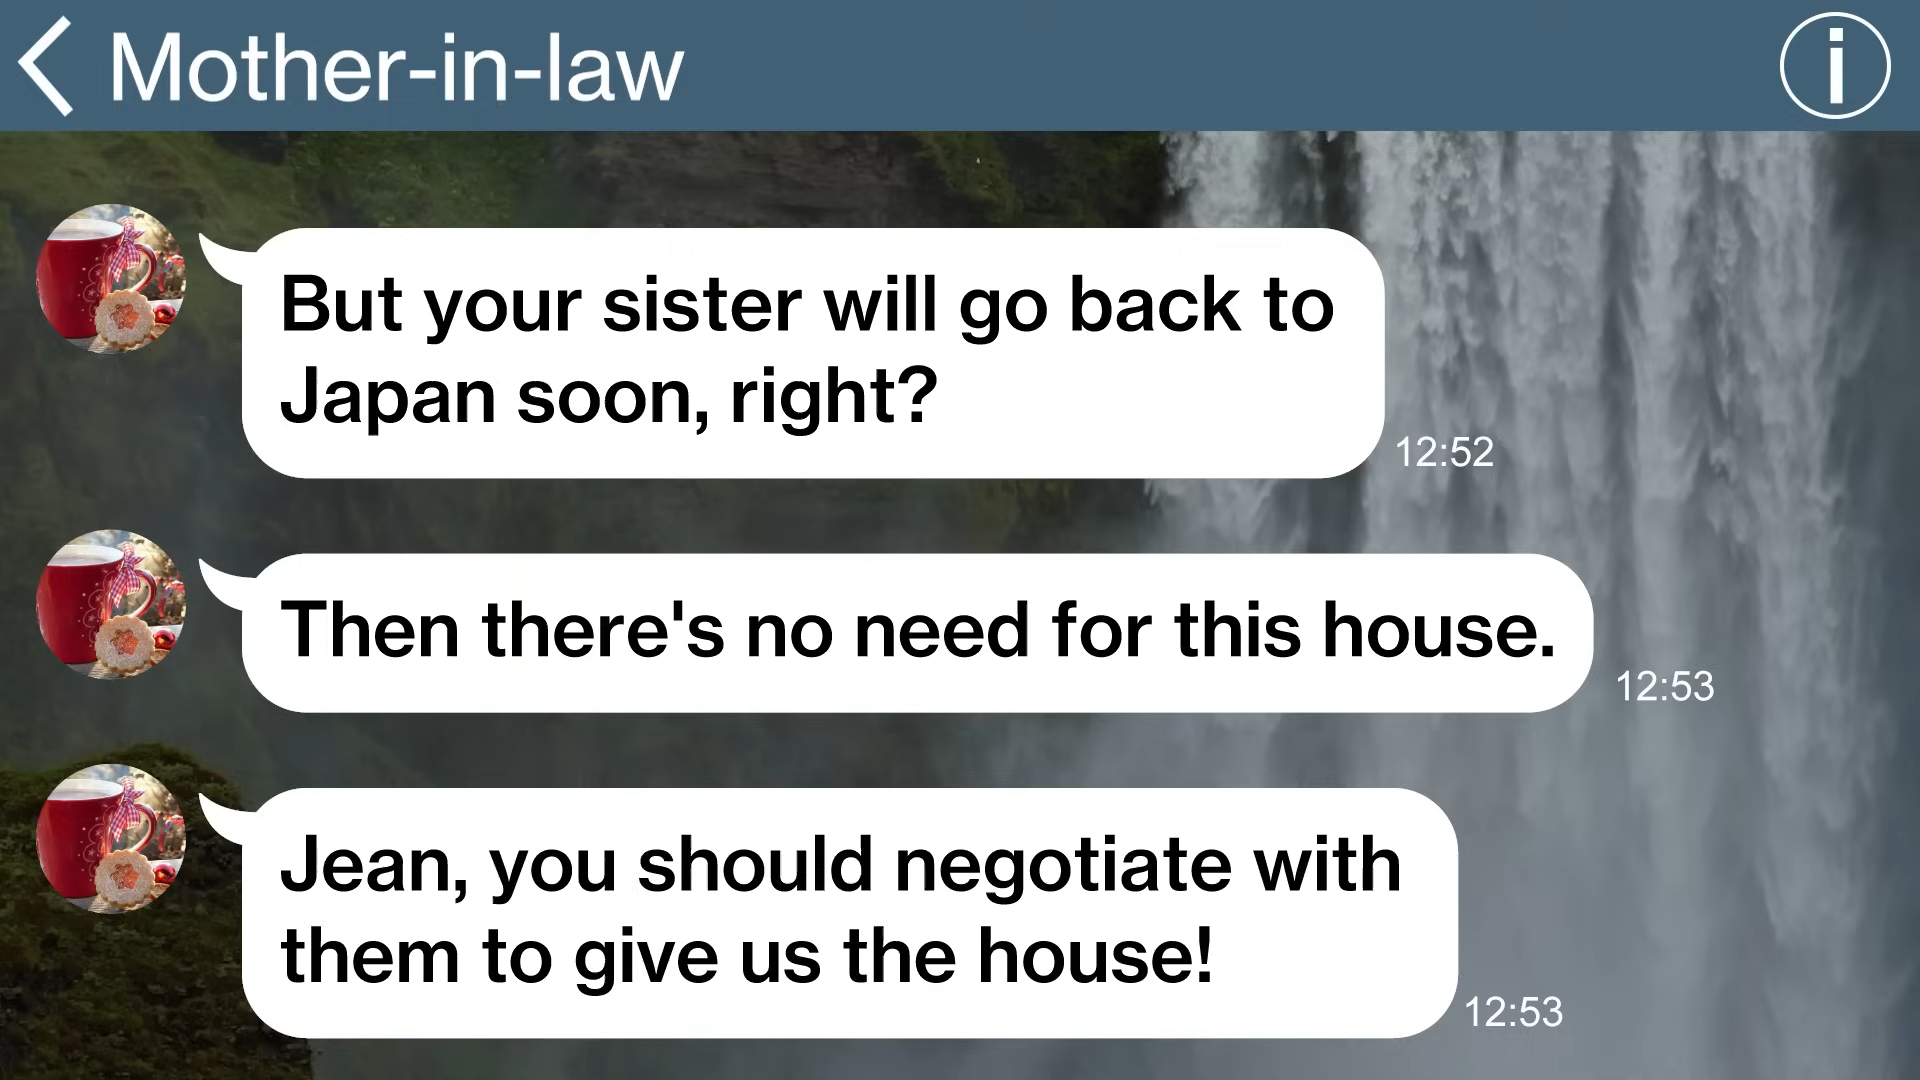 Mother-in-law
But your sister will go back to
Japan soon, right?
12:52
Then there's no need for this house.
12:53
Jean, you should negotiate with
them to give us the house!
12:53